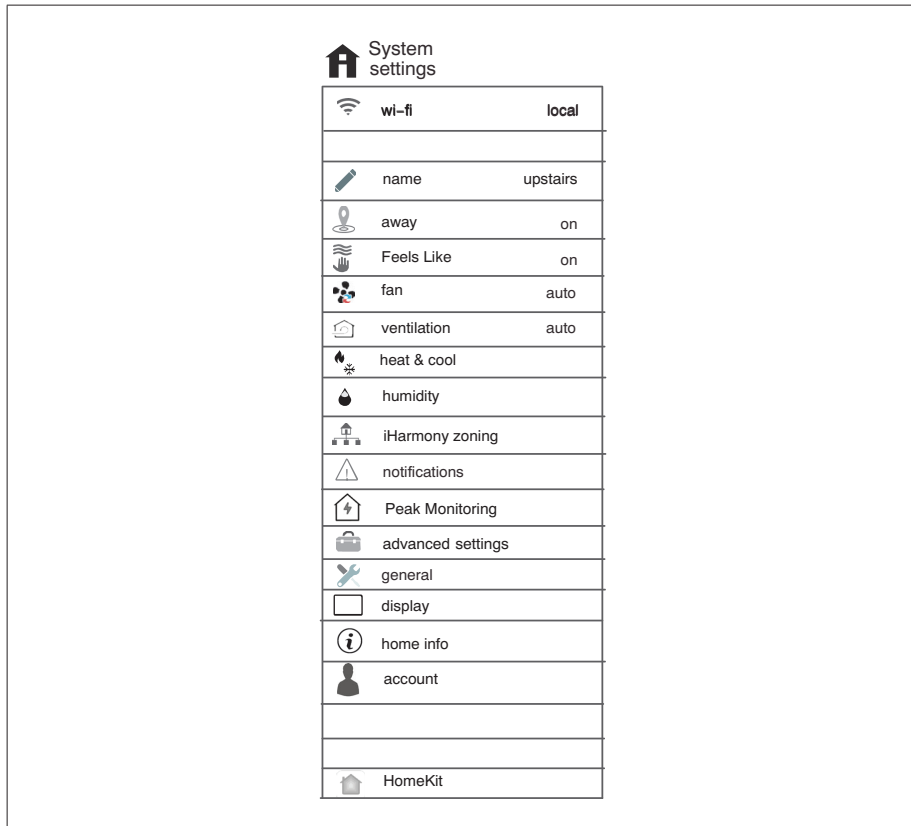 System
settings
wi–fi local
name upstairs
away on
Feels Like on
fan auto
ventilation auto
heat & cool
humidity
iHarmony zoning
notifications
Peak Monitoring
advanced settings
general
display
home info
account
HomeKit